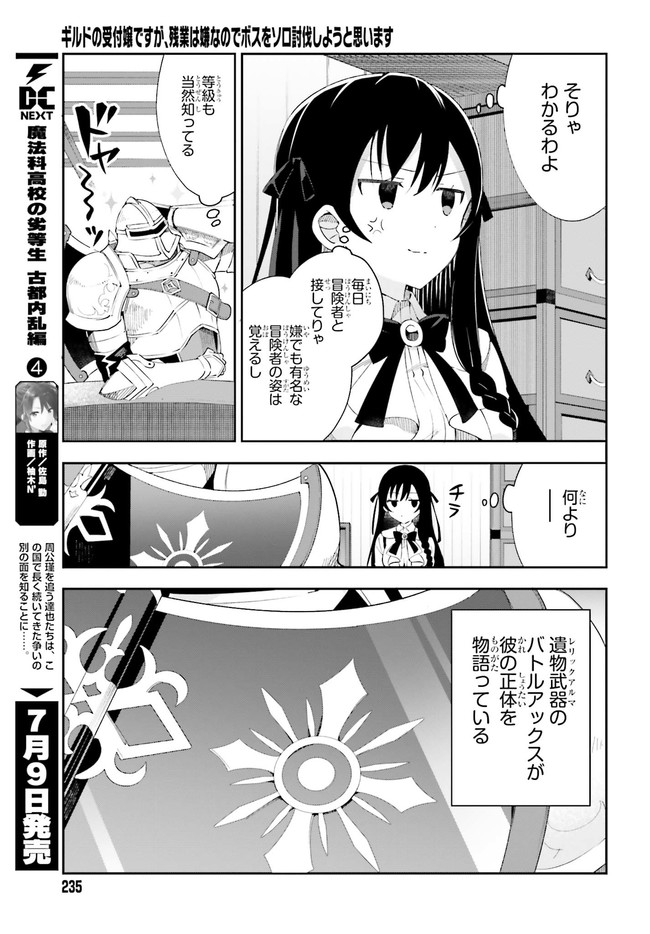 ギルドの受付嬢ですが、残業は嫌なのでボスをソロ討伐しようと思います
そりゃ
わかるわよ
毎日
冒険者と
接してりゃ
嫌でも有名な
冒険者の姿は
覚えるし
等級も
当然知ってる
ドヤッ
何より
――
チラ
遺物武器の
バトルアックスが
彼の正体を
物語っている
レリックアルマ
DC
NEXT
魔法科高校の劣等生 古都内乱編
4
原作/佐島 勤
作画/柚木N'
周公瑾を追う達也たちは、こ
の国で長く続いてきた争いの
別の面を知ることに……。
7月9日発売
235